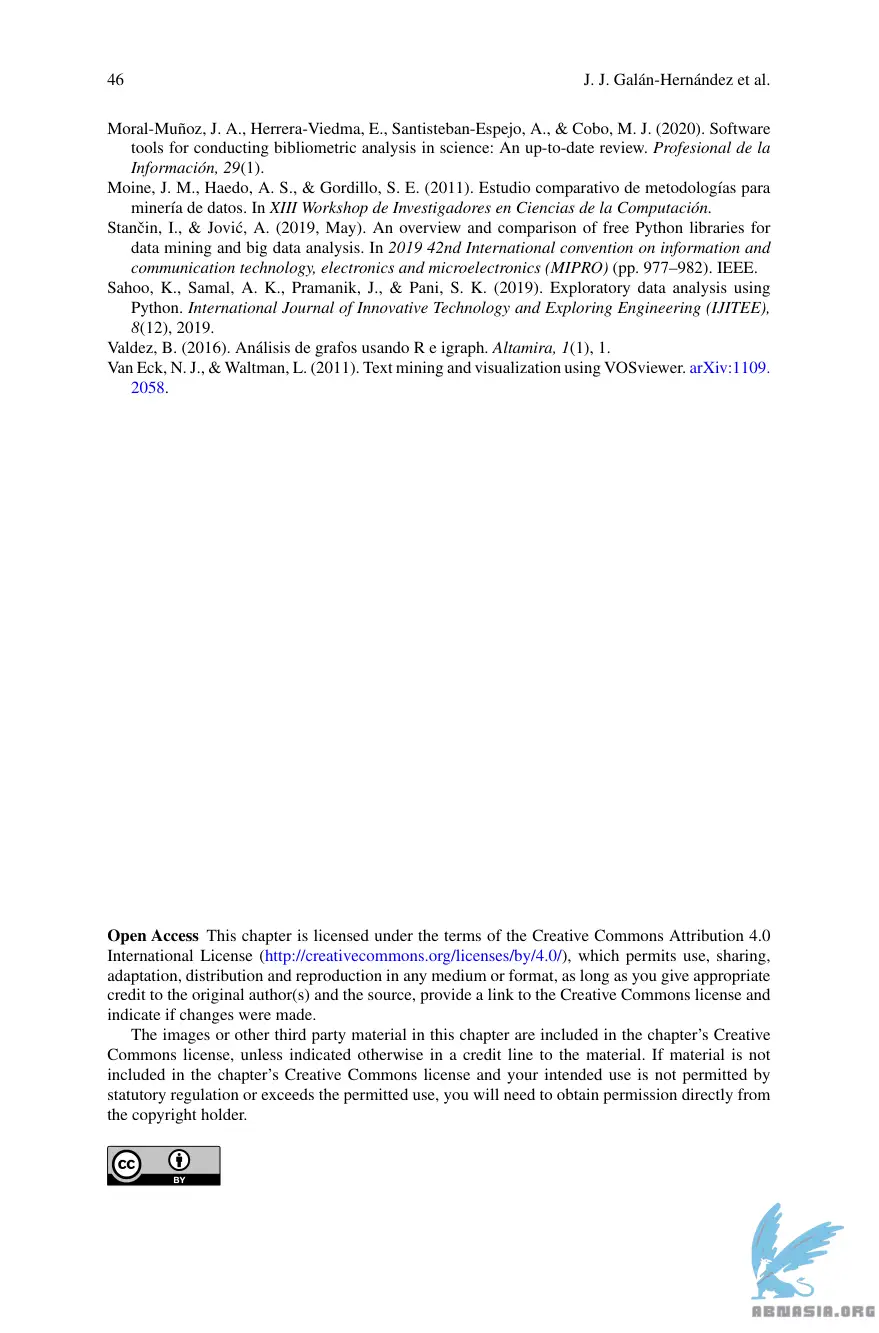 46 J. J. Galán-Hernández et al.
Moral-Muñoz, J. A., Herrera-Viedma, E., Santisteban-Espejo, A., & Cobo, M. J. (2020). Software
tools for conducting bibliometric analysis in science: An up-to-date review. Profesional de la
Información, 29(1).
Moine, J. M., Haedo, A. S., & Gordillo, S. E. (2011). Estudio comparativo de metodologías para
minería de datos. In XIII Workshop de Investigadores en Ciencias de la Computación.
Stančin, I., & Jović, A. (2019, May). An overview and comparison of free Python libraries for
data mining and big data analysis. In 2019 42nd International convention on information and
communication technology, electronics and microelectronics (MIPRO) (pp. 977–982). IEEE.
Sahoo, K., Samal, A. K., Pramanik, J., & Pani, S. K. (2019). Exploratory data analysis using
Python. International Journal of Innovative Technology and Exploring Engineering (IJITEE),
8(12), 2019.
Valdez, B. (2016). Análisis de grafos usando R e igraph. Altamira, 1(1), 1.
Van Eck, N. J., & Waltman, L. (2011). Text mining and visualization using VOSviewer. arXiv:1109.
2058.
Open Access This chapter is licensed under the terms of the Creative Commons Attribution 4.0
International License (http://creativecommons.org/licenses/by/4.0/), which permits use, sharing,
adaptation, distribution and reproduction in any medium or format, as long as you give appropriate
credit to the original author(s) and the source, provide a link to the Creative Commons license and
indicate if changes were made.
The images or other third party material in this chapter are included in the chapter's Creative
Commons license, unless indicated otherwise in a credit line to the material. If material is not
included in the chapter's Creative Commons license and your intended use is not permitted by
statutory regulation or exceeds the permitted use, you will need to obtain permission directly from
the copyright holder.
cc
BY
ABNASIA.ORG